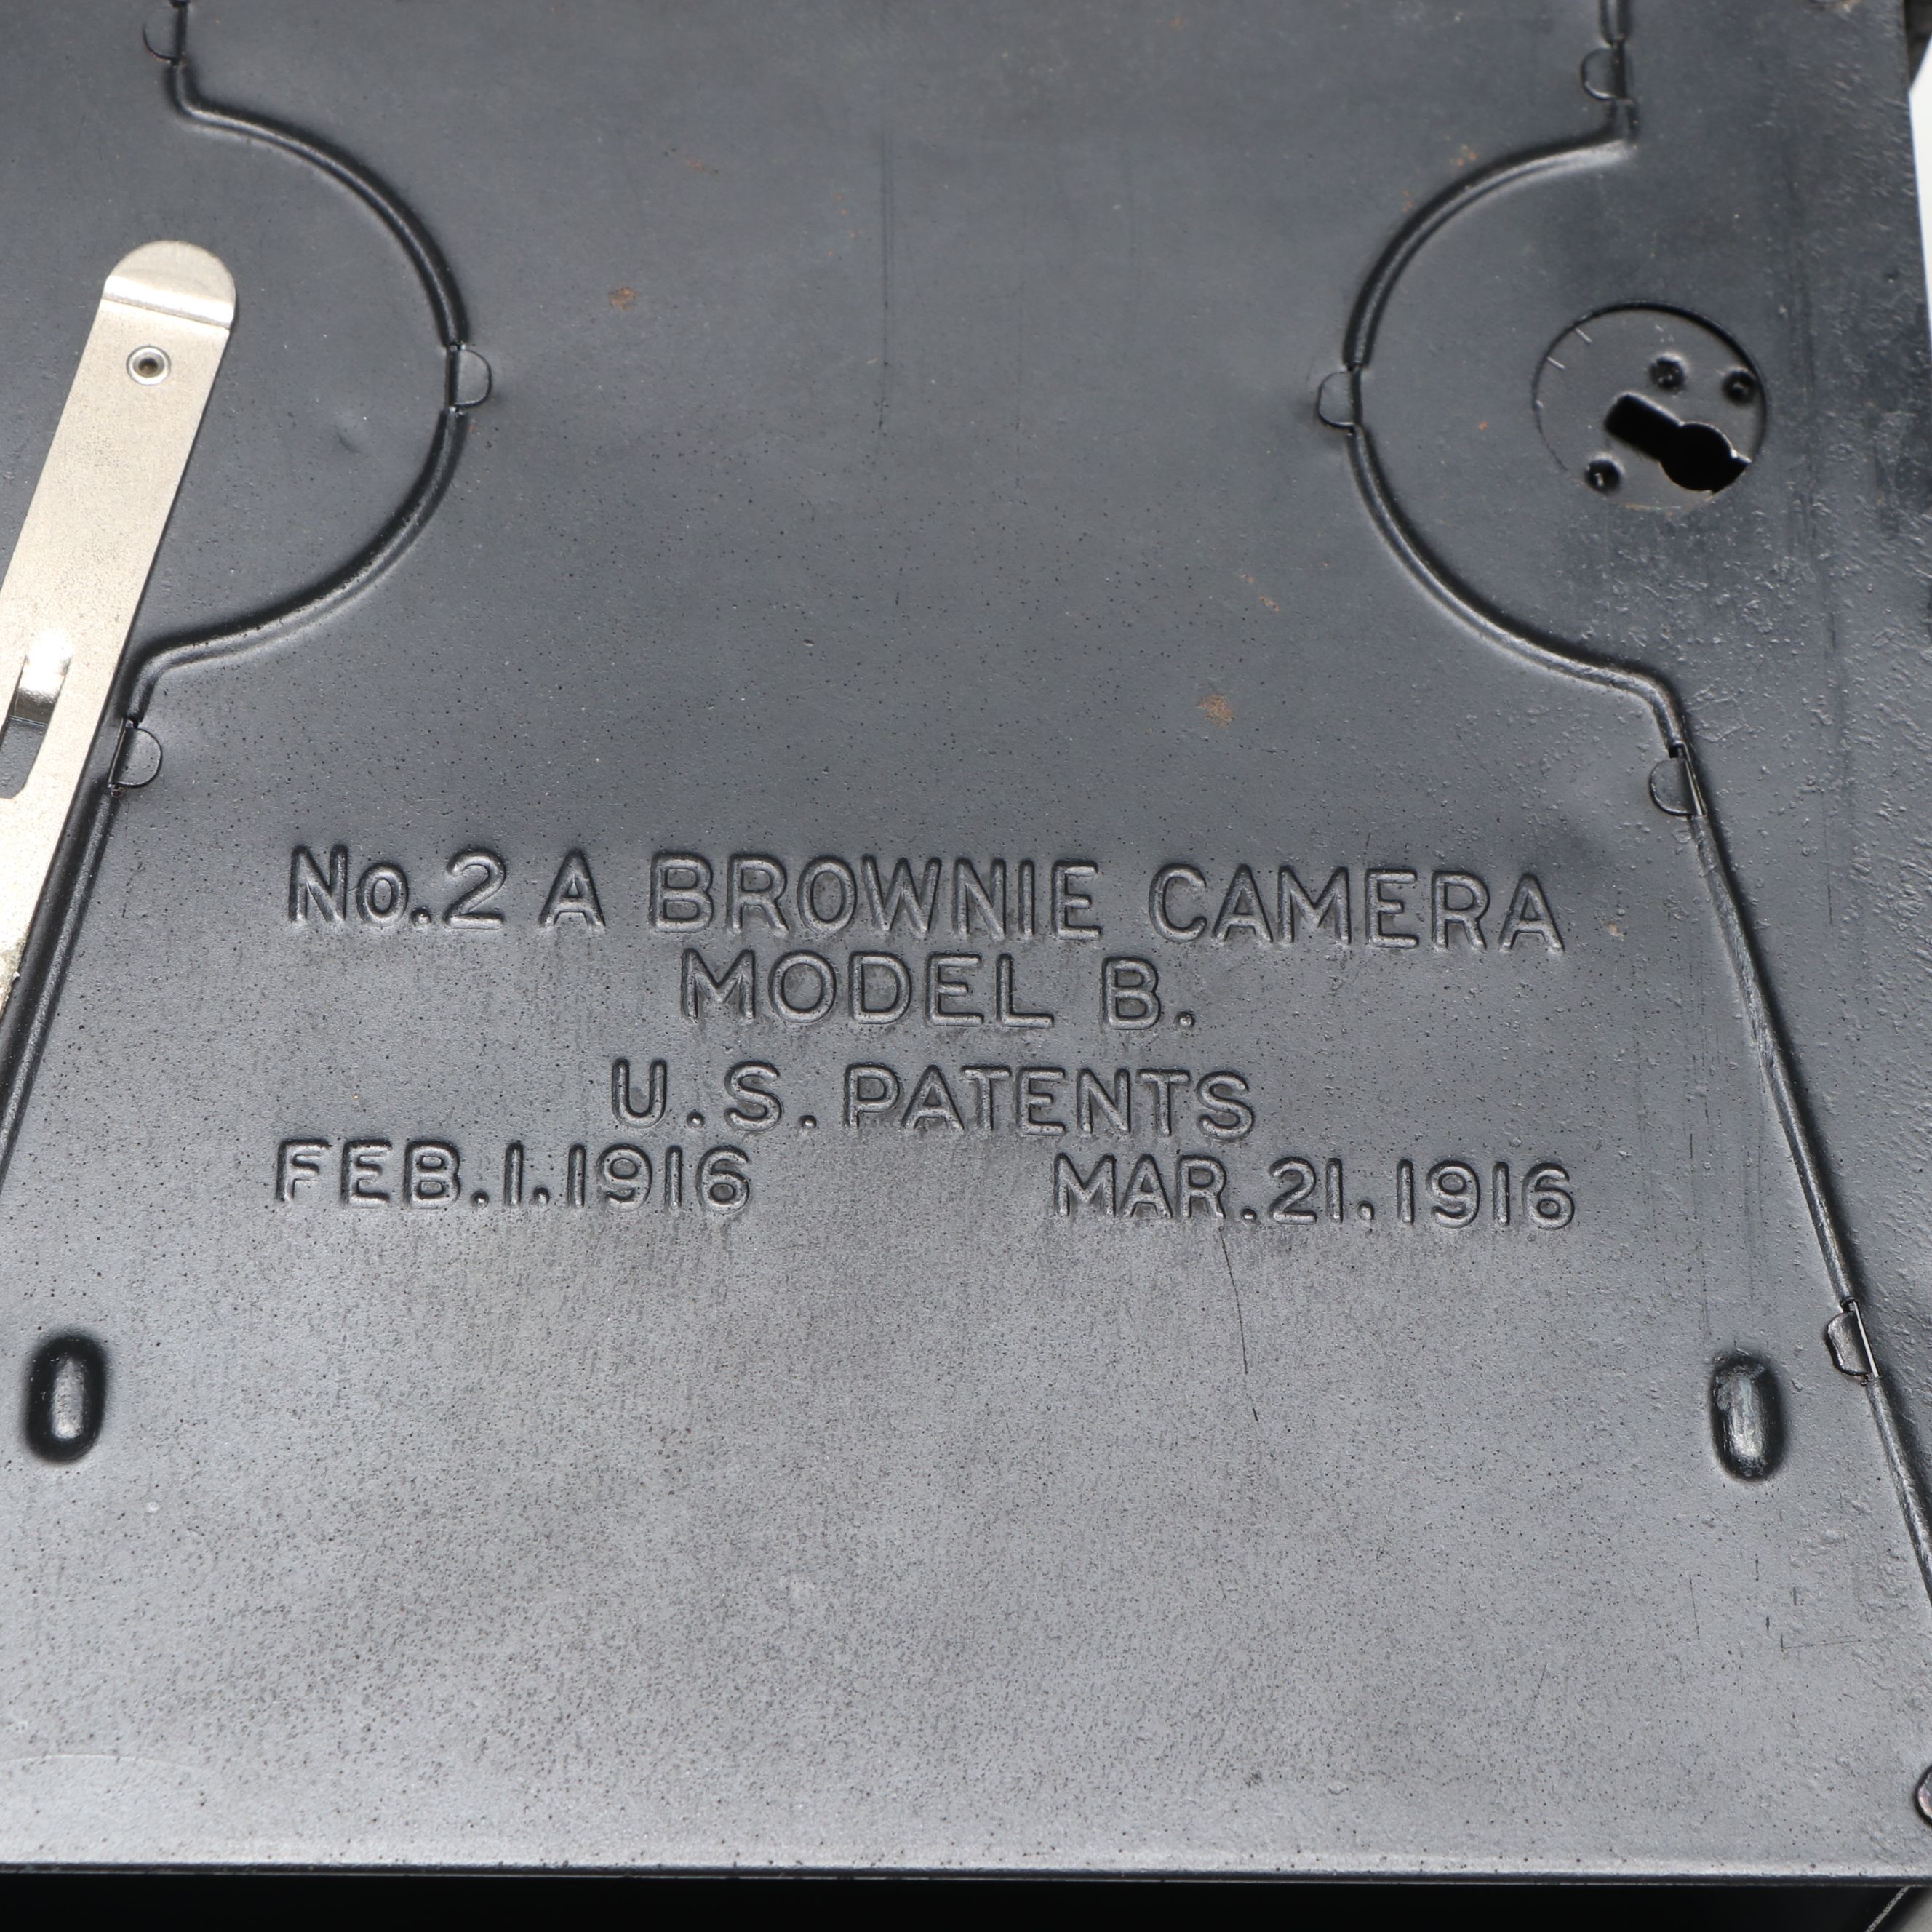 No.2 A BROWNIE CAMERA
MODEL B.
U.S. PATENTS
FEB.1.1916 MAR.21.1916